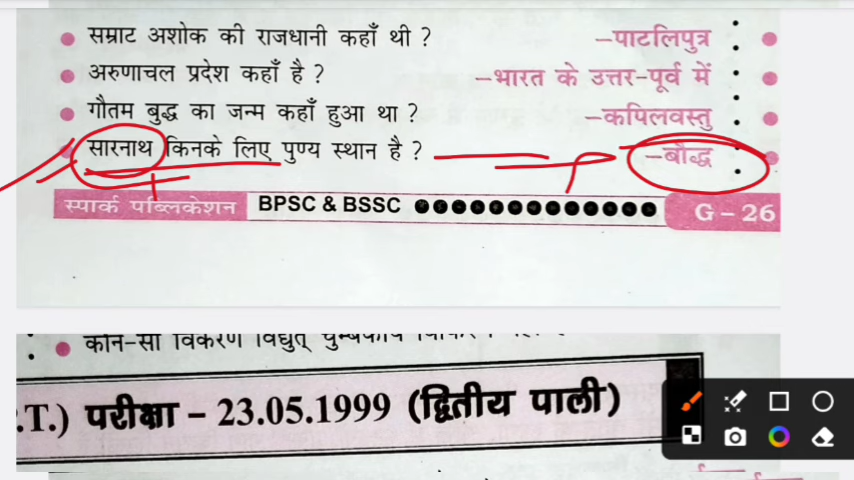 सम्राट अशोक की राजधानी कहाँ थी ? –पाटलिपुत्र
अरुणाचल प्रदेश कहाँ है ? –भारत के उत्तर-पूर्व में
गौतम बुद्ध का जन्म कहाँ हुआ था ? –कपिलवस्तु
सारनाथ किनके लिए पुण्य स्थान है ? –बौद्ध
स्पार्क पब्लिकेशन BPSC & BSSC G – 26
कौन-सी विकिरण विद्युत्
.T.) परीक्षा – 23.05.1999 (द्वितीय पाली)